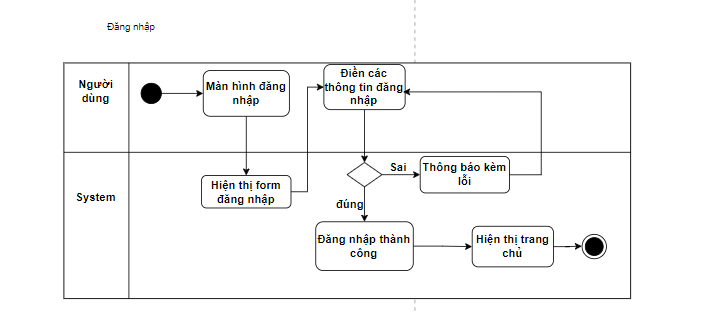 Đăng nhập
Người
dùng
Màn hình đăng
nhập
Điền các
thông tin đăng
nhập
System
Hiện thị form
đăng nhập
Sai
Thông báo kèm
lỗi
đúng
Đăng nhập thành
công
Hiện thị trang
chủ